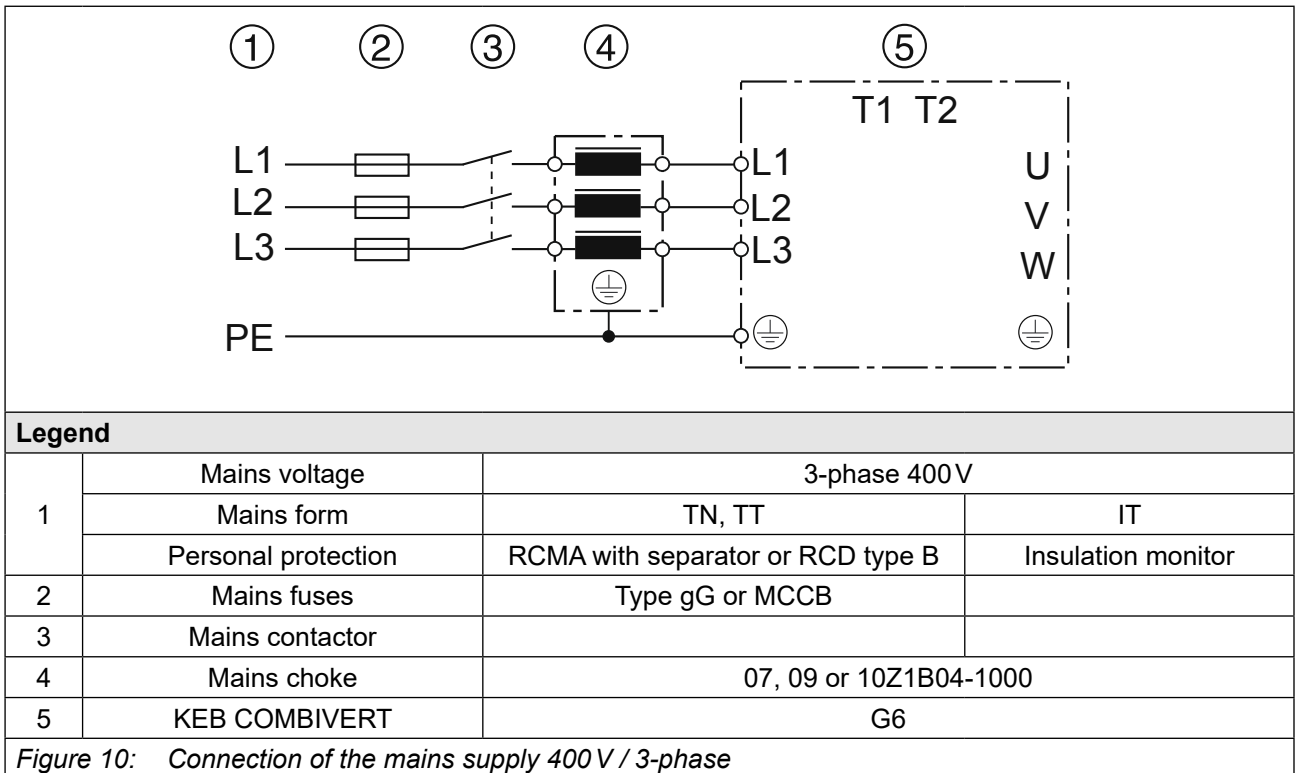 1 2 3 4 5
T1 T2
L1 L1 U
L2 L2 V
L3 L3 W
PE
Legend
1 Mains voltage 3-phase 400 V
Mains form TN, TT IT
Personal protection RCMA with separator or RCD type B Insulation monitor
2 Mains fuses Type gG or MCCB
3 Mains contactor
4 Mains choke 07, 09 or 10Z1B04-1000
5 KEB COMBIVERT G6
Figure 10: Connection of the mains supply 400 V / 3-phase